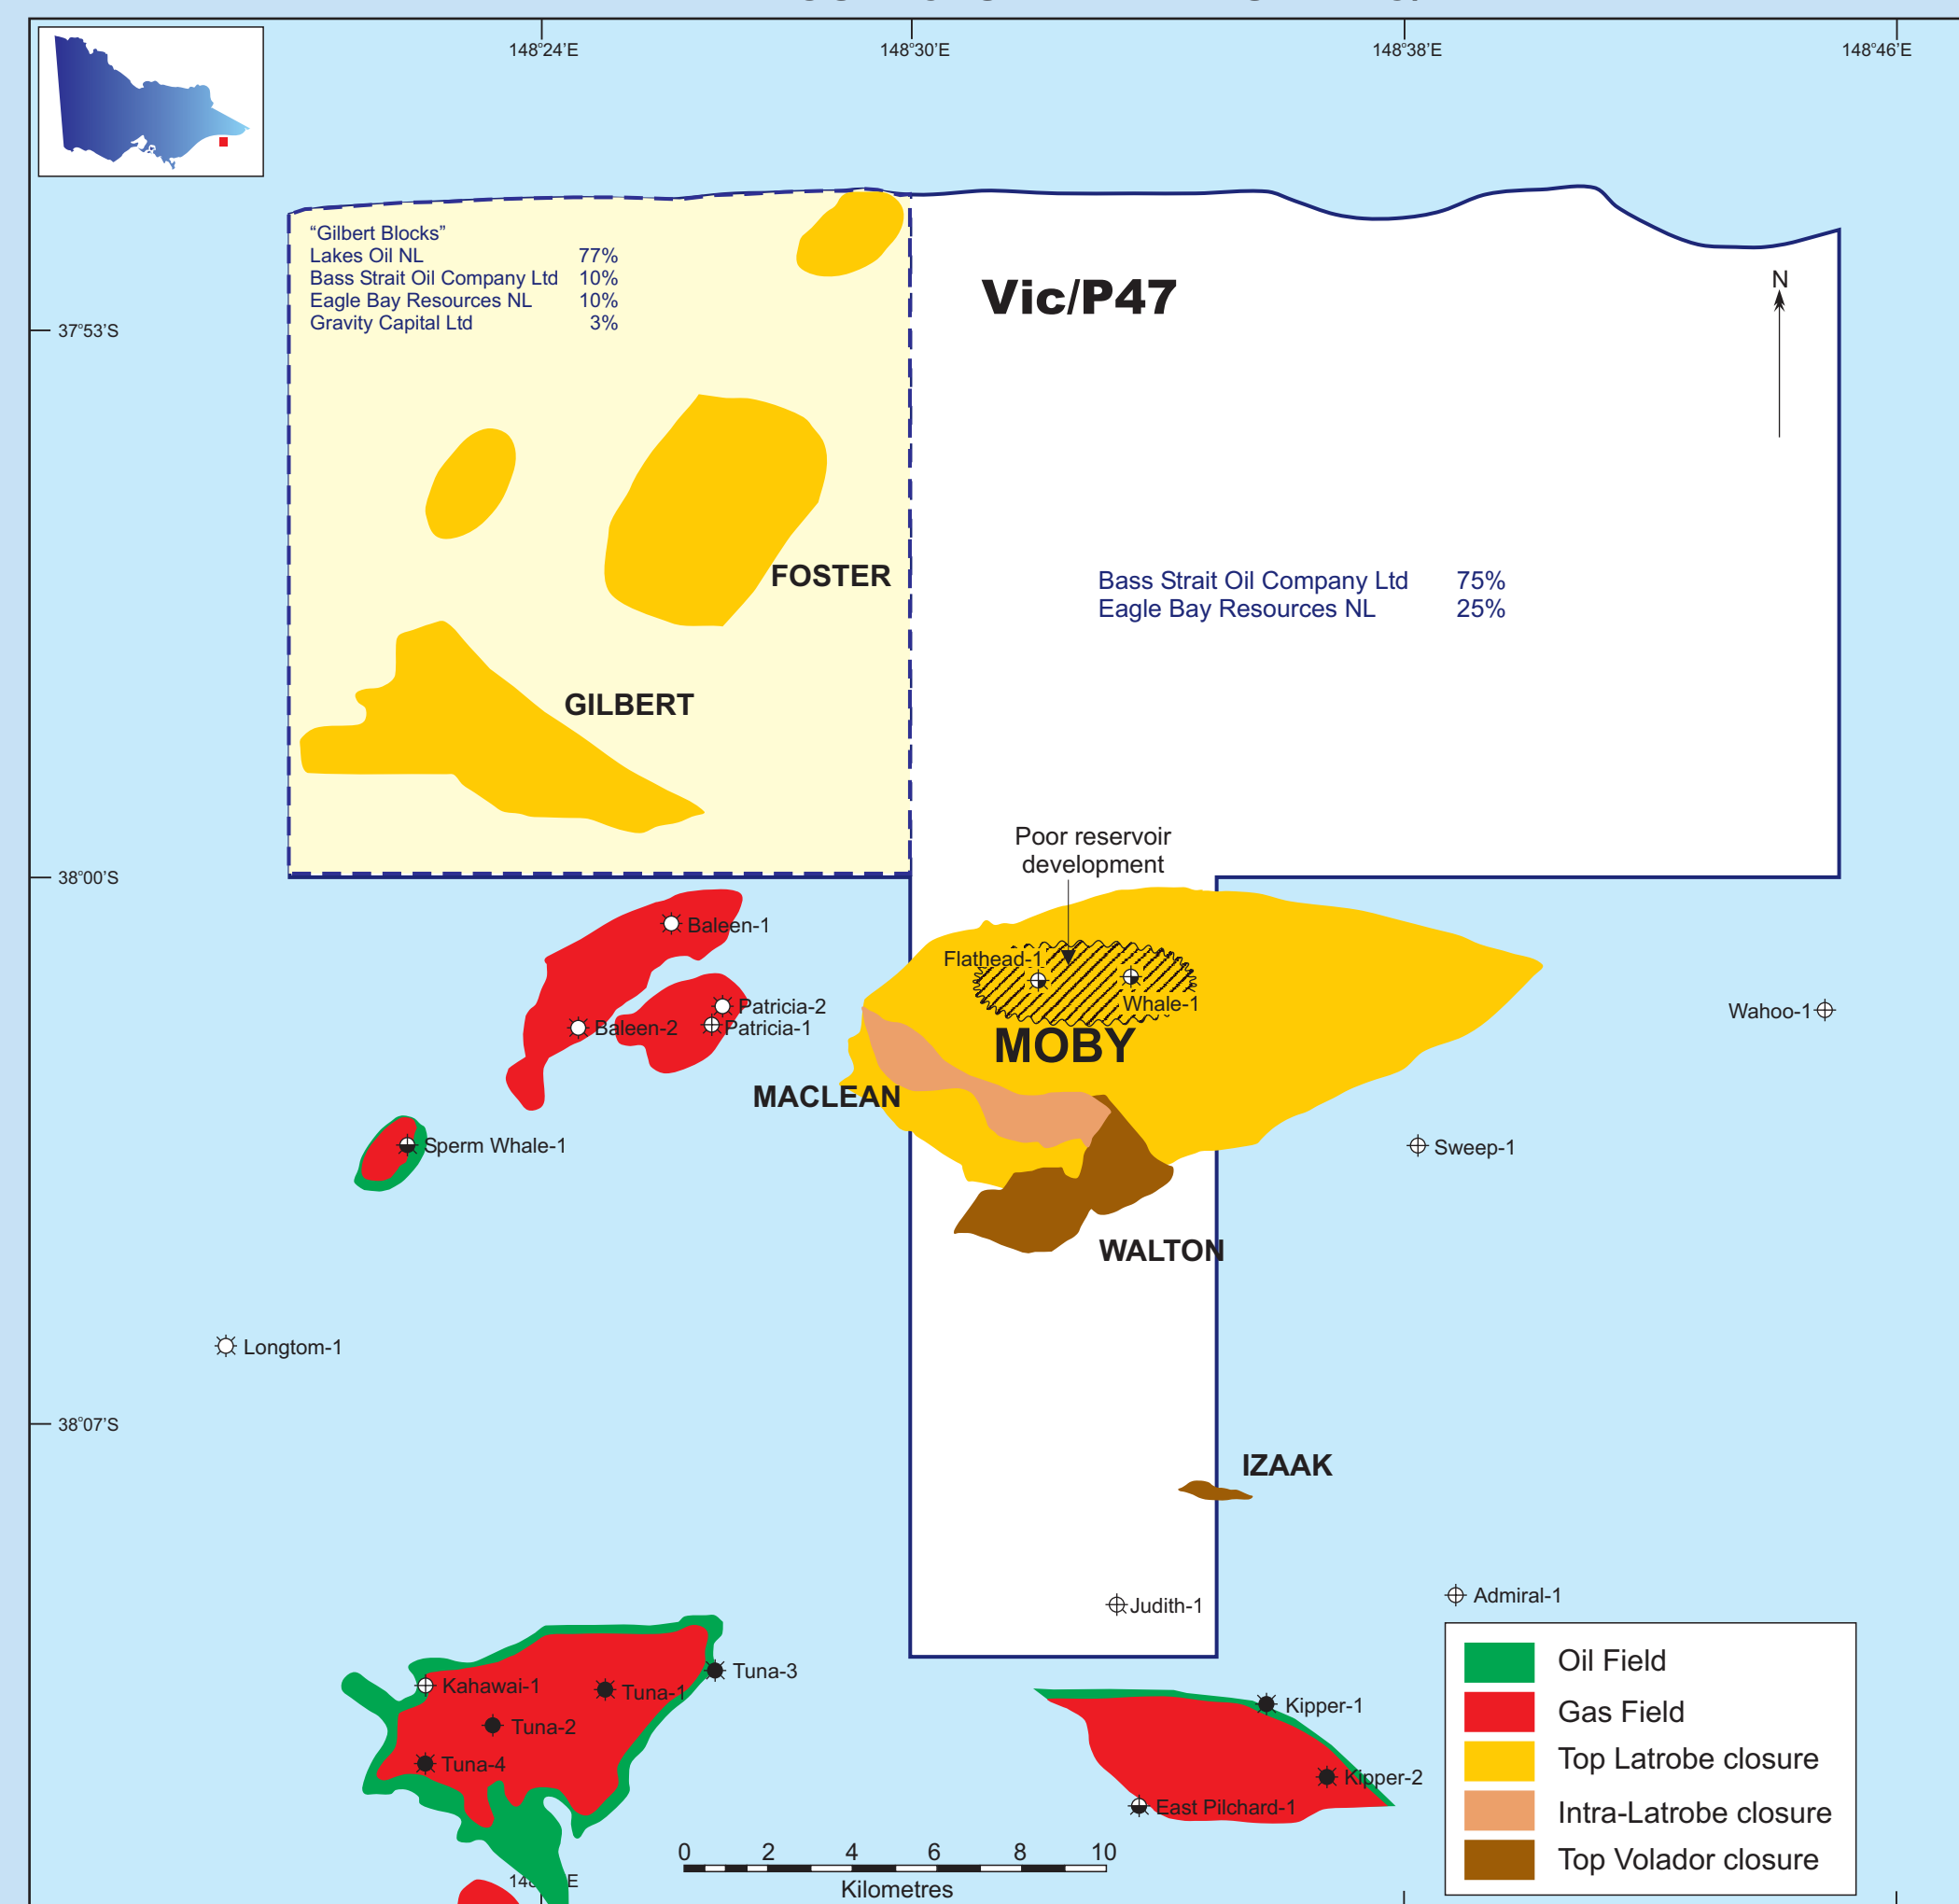 148°24'E
148°30'E
148°38'E
148°46'E
“Gilbert Blocks”
Lakes Oil NL 77%
Bass Strait Oil Company Ltd 10%
Eagle Bay Resources NL 10%
Gravity Capital Ltd 3%
Vic/P47
N
37°53'S
FOSTER
Bass Strait Oil Company Ltd 75%
Eagle Bay Resources NL 25%
GILBERT
Poor reservoir
development
38°00'S
Baleen-1
Flathead-1
Whale-1
Patricia-2
Patricia-1
Baleen-2
Wahoo-1
MOBY
MACLEAN
Sperm Whale-1
Sweep-1
WALTON
Longtom-1
38°07'S
IZAAK
Judith-1
Admiral-1
Tuna-3
Kahawai-1
Tuna-1
Tuna-2
Tuna-4
Kipper-1
Kipper-2
East Pilchard-1
Oil Field
Gas Field
Top Latrobe closure
Intra-Latrobe closure
Top Volador closure
0 2 4 6 8 10
Kilometres